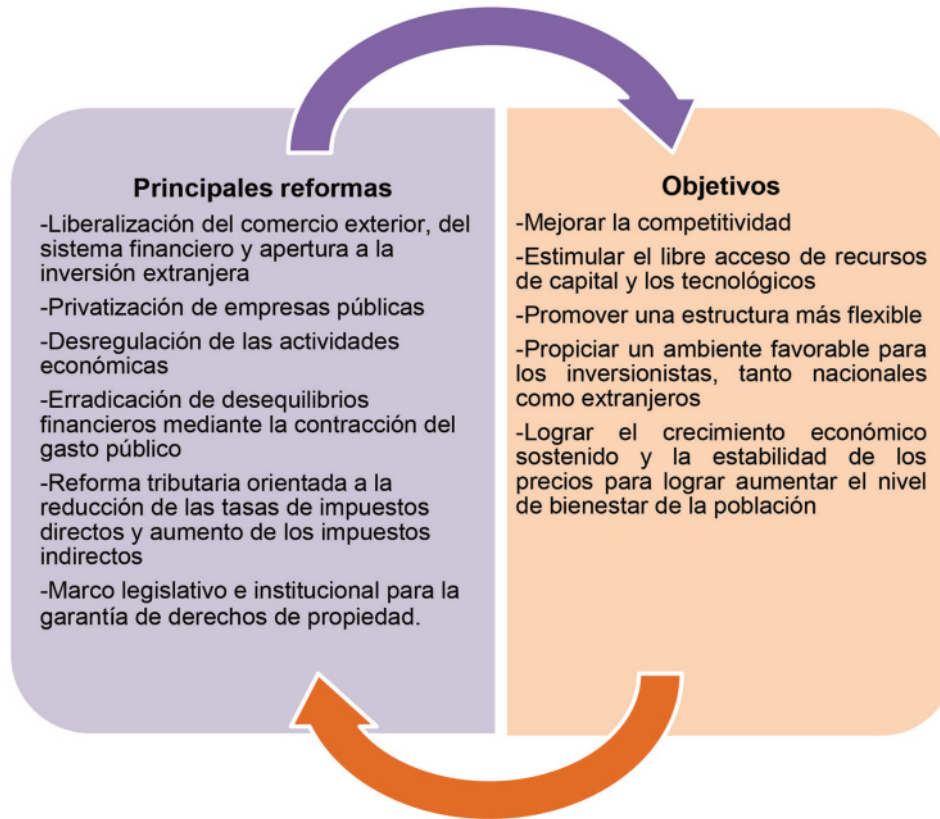 Principales reformas
-Liberalización del comercio exterior, del
sistema financiero y apertura a la
inversión extranjera
-Privatización de empresas públicas
-Desregulación de las actividades
económicas
-Erradicación de desequilibrios
financieros mediante la contracción del
gasto público
-Reforma tributaria orientada a la
reducción de las tasas de impuestos
directos y aumento de los impuestos
indirectos
-Marco legislativo e institucional para la
garantía de derechos de propiedad.
Objetivos
-Mejorar la competitividad
-Estimular el libre acceso de recursos
de capital y los tecnológicos
-Promover una estructura más flexible
-Propiciar un ambiente favorable para
los inversionistas, tanto nacionales
como extranjeros
-Lograr el crecimiento económico
sostenido y la estabilidad de los
precios para lograr aumentar el nivel
de bienestar de la población